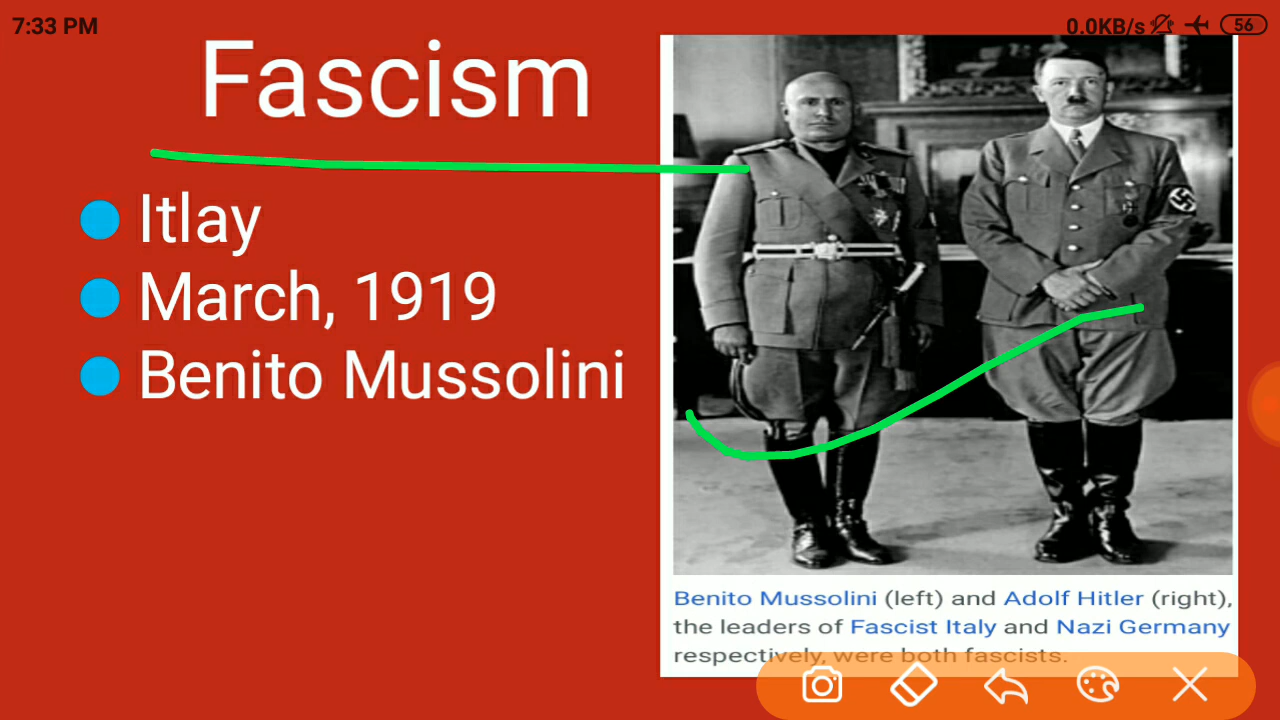 7:33 PM
0.0KB/s 56
Fascism
Itlay
March, 1919
Benito Mussolini
Benito Mussolini (left) and Adolf Hitler (right),
the leaders of Fascist Italy and Nazi Germany
respectively, were both fascists.